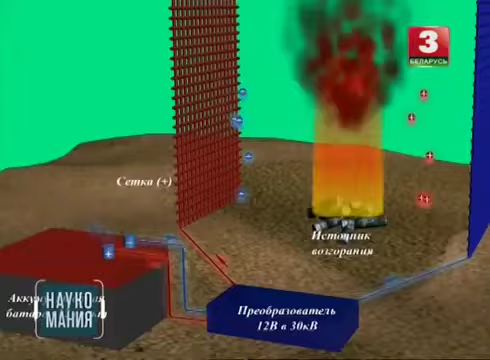 3
БЕЛАРУСЬ
Сетка (+)
Источник
возгорания
Преобразователь
12В в 30кВ
НАУКО
МАНИЯ